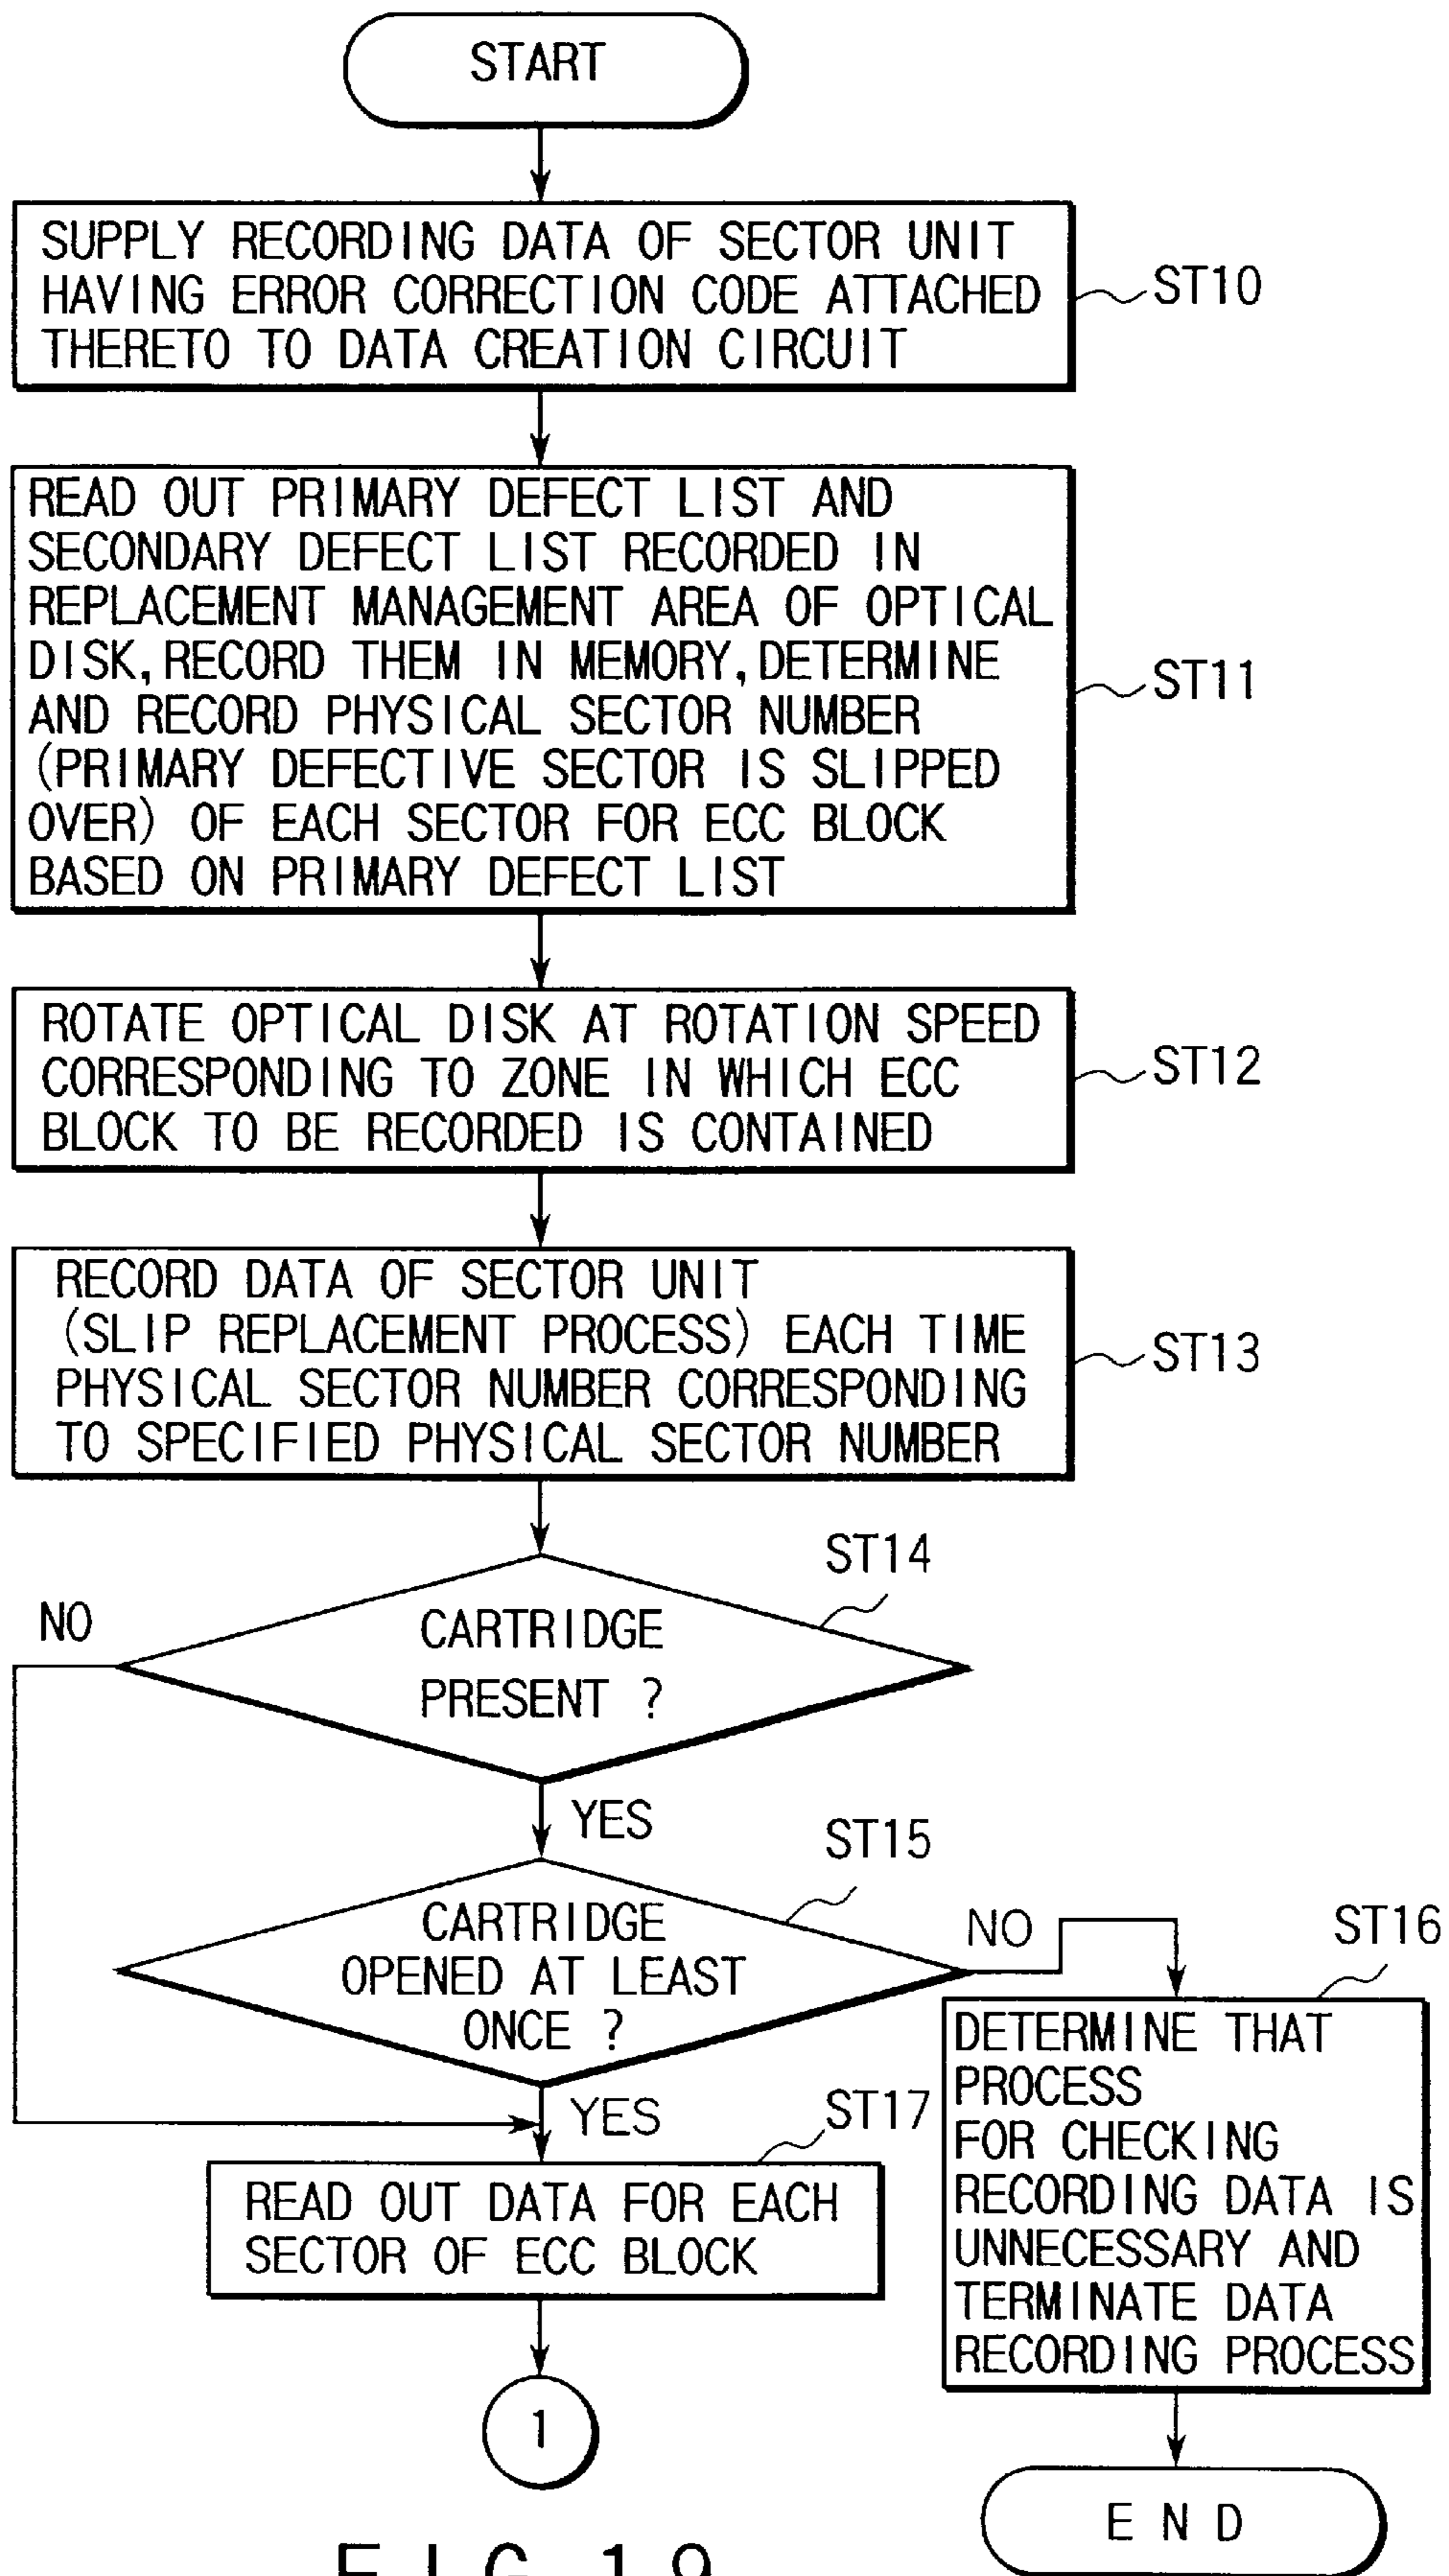 START
SUPPLY RECORDING DATA OF SECTOR UNIT
HAVING ERROR CORRECTION CODE ATTACHED
THERETO TO DATA CREATION CIRCUIT
ST10
READ OUT PRIMARY DEFECT LIST AND
SECONDARY DEFECT LIST RECORDED IN
REPLACEMENT MANAGEMENT AREA OF OPTICAL
DISK, RECORD THEM IN MEMORY, DETERMINE
AND RECORD PHYSICAL SECTOR NUMBER
(PRIMARY DEFECTIVE SECTOR IS SLIPPED
OVER) OF EACH SECTOR FOR ECC BLOCK
BASED ON PRIMARY DEFECT LIST
ST11
ROTATE OPTICAL DISK AT ROTATION SPEED
CORRESPONDING TO ZONE IN WHICH ECC
BLOCK TO BE RECORDED IS CONTAINED
ST12
RECORD DATA OF SECTOR UNIT
(SLIP REPLACEMENT PROCESS) EACH TIME
PHYSICAL SECTOR NUMBER CORRESPONDING
TO SPECIFIED PHYSICAL SECTOR NUMBER
ST13
ST14
NO
CARTRIDGE
PRESENT ?
YES
ST15
CARTRIDGE
OPENED AT LEAST
ONCE ?
NO
ST16
DETERMINE THAT
PROCESS
FOR CHECKING
RECORDING DATA IS
UNNECESSARY AND
TERMINATE DATA
RECORDING PROCESS
YES
ST17
READ OUT DATA FOR EACH
SECTOR OF ECC BLOCK
1
END
FIG.19